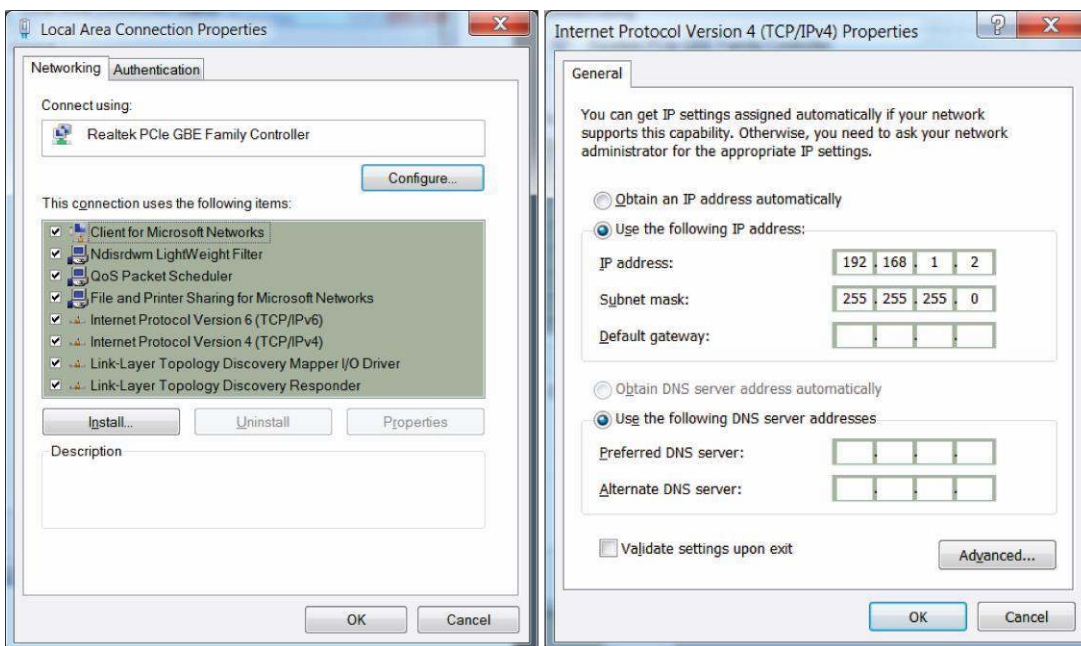 Local Area Connection Properties
Networking
Authentication
Connect using:
Realtek PCIe GBE Family Controller
Configure...
This connection uses the following items:
Client for Microsoft Networks
Ndisrdwm LightWeight Filter
QoS Packet Scheduler
File and Printer Sharing for Microsoft Networks
Internet Protocol Version 6 (TCP/IPv6)
Internet Protocol Version 4 (TCP/IPv4)
Link-Layer Topology Discovery Mapper I/O Driver
Link-Layer Topology Discovery Responder
Install...
Uninstall
Properties
Description
OK
Cancel
Internet Protocol Version 4 (TCP/IPv4) Properties
General
You can get IP settings assigned automatically if your network
supports this capability. Otherwise, you need to ask your network
administrator for the appropriate IP settings.
Obtain an IP address automatically
Use the following IP address:
IP address: 192 . 168 . 1 . 2
Subnet mask: 255 . 255 . 255 . 0
Default gateway: . . .
Obtain DNS server address automatically
Use the following DNS server addresses
Preferred DNS server: . . .
Alternate DNS server: . . .
Validate settings upon exit
Advanced...
OK
Cancel